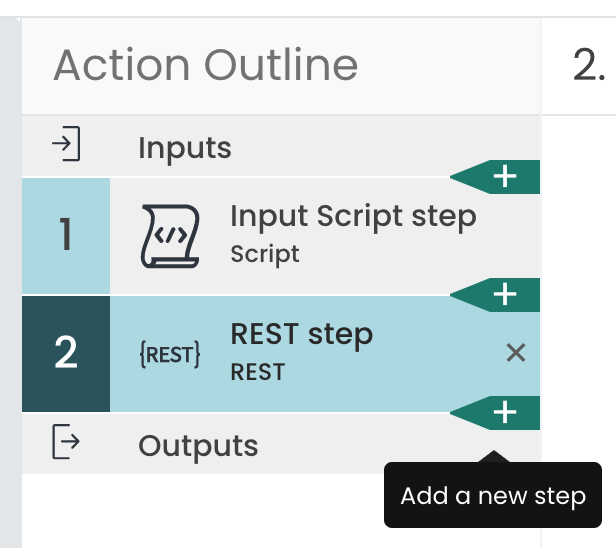 Action Outline
2.
Inputs
1
Input Script step
Script
2
{REST}
REST step
REST
Outputs
Add a new step